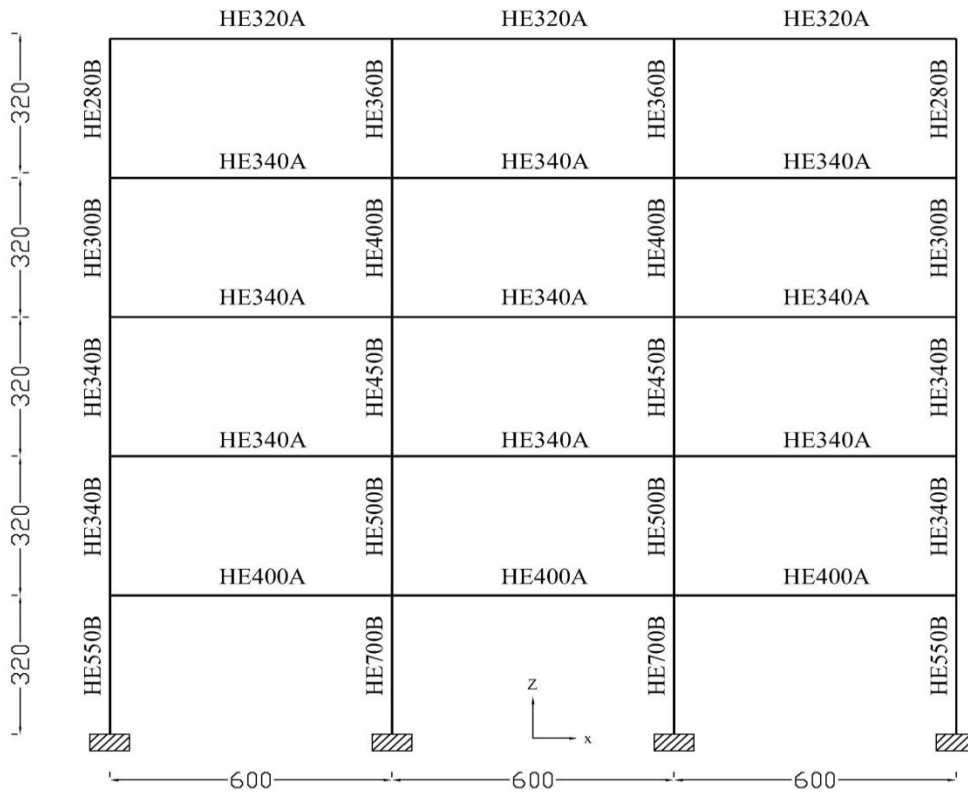 HE320A HE320A HE320A
320 HE280B HE360B HE360B HE280B
HE340A HE340A HE340A
320 HE300B HE400B HE400B HE300B
HE340A HE340A HE340A
320 HE340B HE450B HE450B HE340B
HE340A HE340A HE340A
320 HE340B HE500B HE500B HE340B
HE400A HE400A HE400A
320 HE550B HE700B HE700B HE550B
Z
x
600 600 600